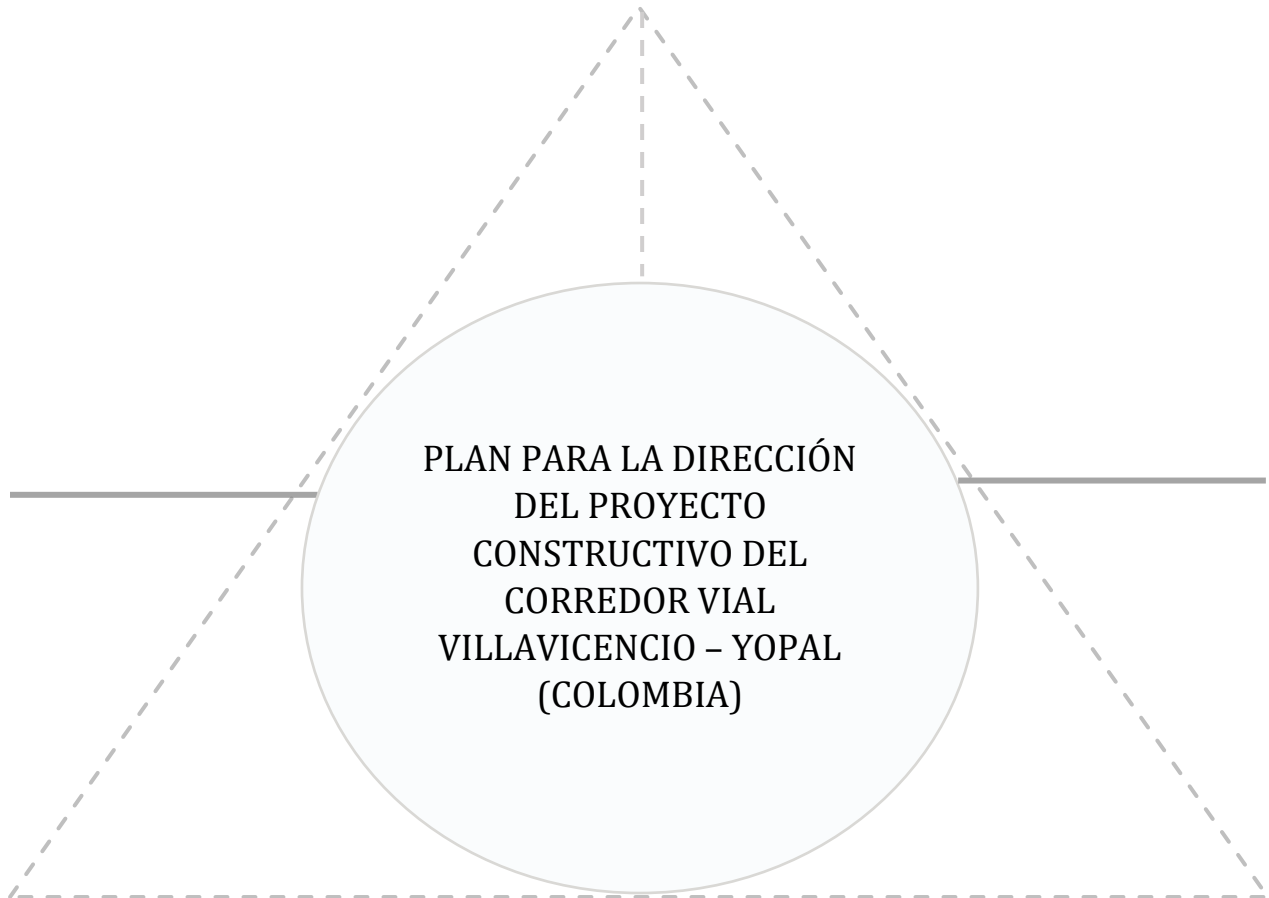 PLAN PARA LA DIRECCIÓN
DEL PROYECTO
CONSTRUCTIVO DEL
CORREDOR VIAL
VILLAVICENCIO – YOPAL
(COLOMBIA)